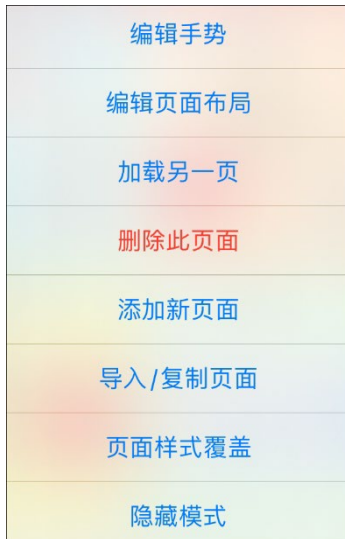 编辑手势
编辑页面布局
加载另一页
删除此页面
添加新页面
导入/复制页面
页面样式覆盖
隐藏模式